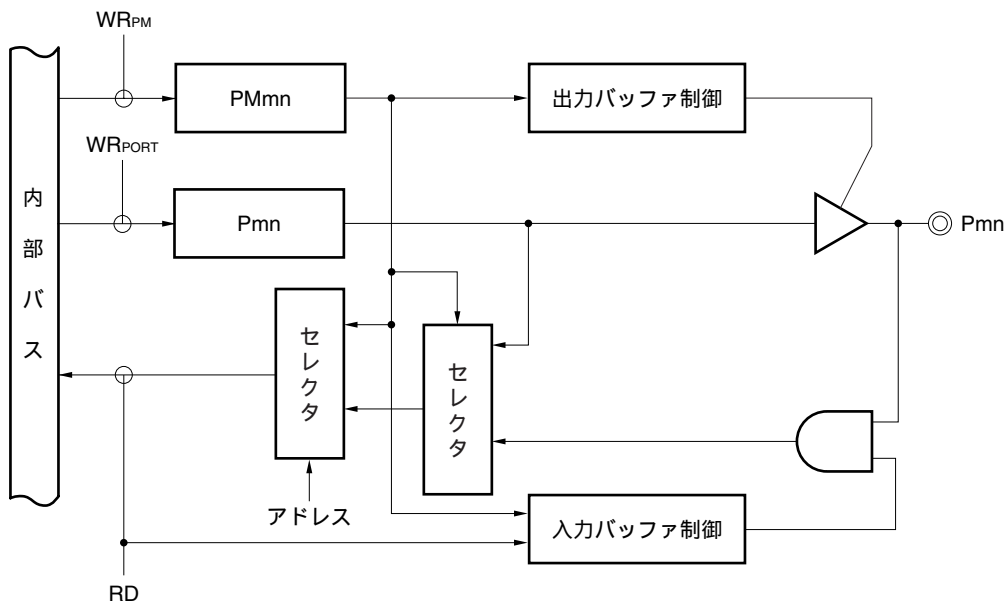 WRPM
PMmn
出力バッファ制御
WRPORT
内部バス
Pmn
Pmn
セレクタ
セレクタ
アドレス
入力バッファ制御
RD